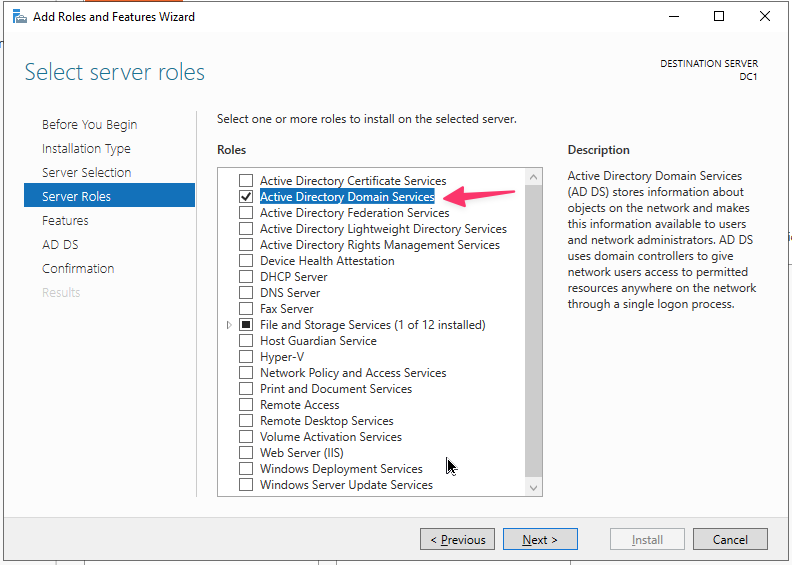 Add Roles and Features Wizard
Select server roles
DESTINATION SERVER
DC1
Before You Begin
Installation Type
Server Selection
Server Roles
Features
AD DS
Confirmation
Results
Select one or more roles to install on the selected server.
Roles
Active Directory Certificate Services
Active Directory Domain Services
Active Directory Federation Services
Active Directory Lightweight Directory Services
Active Directory Rights Management Services
Device Health Attestation
DHCP Server
DNS Server
Fax Server
File and Storage Services (1 of 12 installed)
Host Guardian Service
Hyper-V
Network Policy and Access Services
Print and Document Services
Remote Access
Remote Desktop Services
Volume Activation Services
Web Server (IIS)
Windows Deployment Services
Windows Server Update Services
Description
Active Directory Domain Services
(AD DS) stores information about
objects on the network and makes
this information available to users
and network administrators. AD DS
uses domain controllers to give
network users access to permitted
resources anywhere on the network
through a single logon process.
< Previous
Next >
Install
Cancel